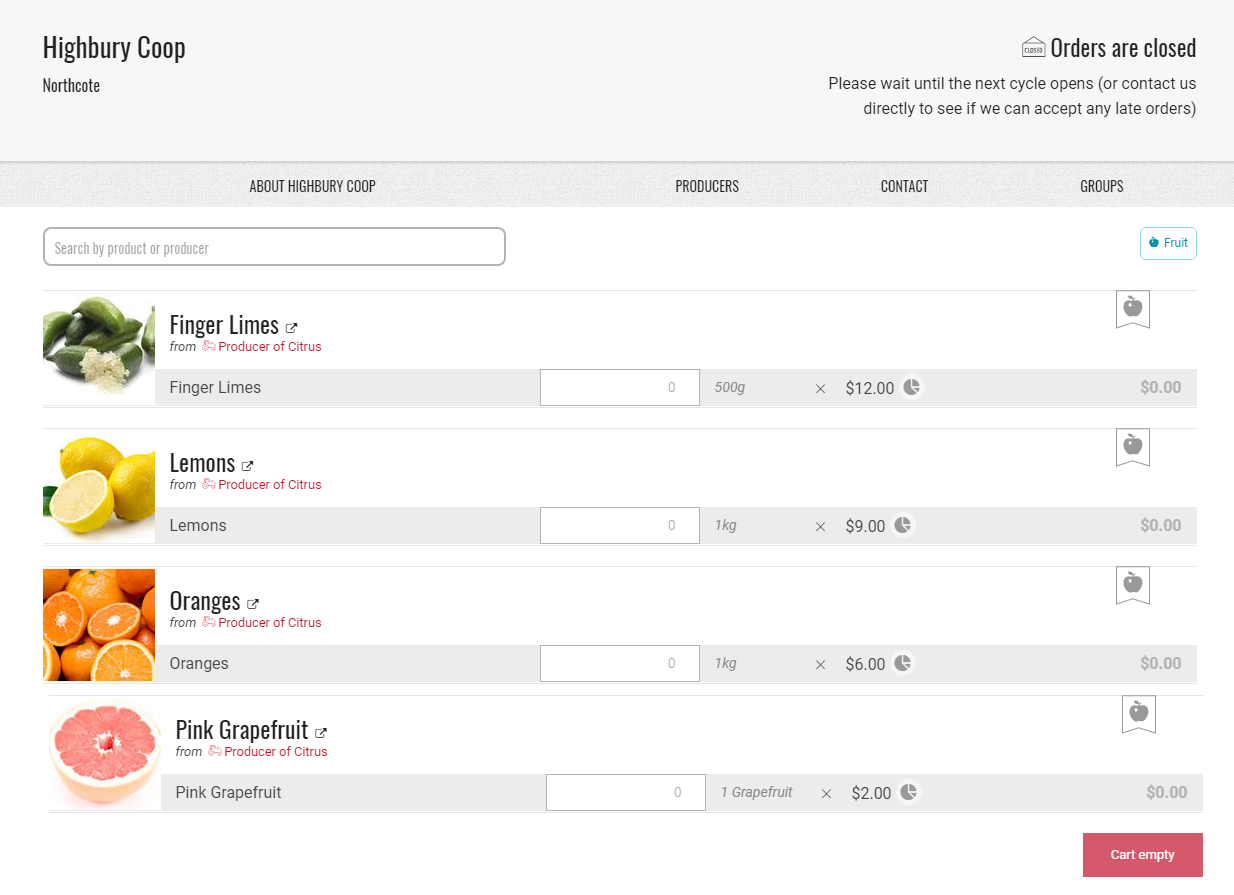 Highbury Coop
Northcote
CLOSED Orders are closed
Please wait until the next cycle opens (or contact us
directly to see if we can accept any late orders)
ABOUT HIGHBURY COOP PRODUCERS CONTACT GROUPS
Search by product or producer
Fruit
Finger Limes
from Producer of Citrus
Finger Limes 0 500g × $12.00 $0.00
Lemons
from Producer of Citrus
Lemons 0 1kg × $9.00 $0.00
Oranges
from Producer of Citrus
Oranges 0 1kg × $6.00 $0.00
Pink Grapefruit
from Producer of Citrus
Pink Grapefruit 0 1 Grapefruit × $2.00 $0.00
Cart empty